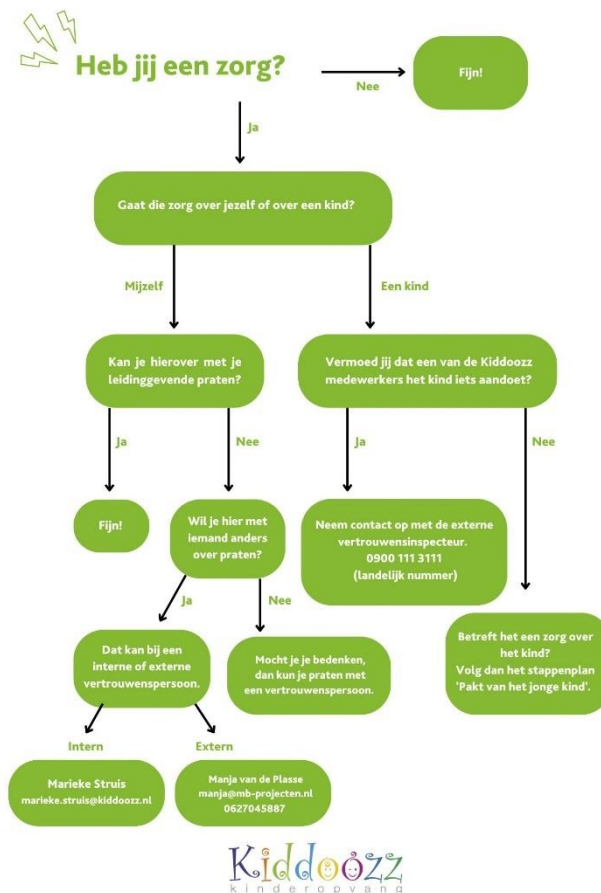 Heb jij een zorg?
Nee
Fijn!
Ja
Gaat die zorg over jezelf of over een kind?
Mijzelf
Een kind
Kan je hierover met je
leidinggevende praten?
Vermoed jij dat een van de Kiddoozz
medewerkers het kind iets aandoet?
Ja
Nee
Ja
Nee
Fijn!
Wil je hier met
iemand anders
over praten?
Neem contact op met de externe
vertrouwensinspecteur.
0900 111 3111
(landelijk nummer)
Ja
Nee
Dat kan bij een
interne of externe
vertrouwenspersoon.
Mocht je je bedenken,
dan kun je praten met
een vertrouwenspersoon.
Betreft het een zorg over
het kind?
Volg dan het stappenplan
'Pakt van het jonge kind'.
Intern
Extern
Marieke Struis
marieke.struis@kiddoozz.nl
Manja van de Plasse
manja@mb-projecten.nl
0627045887
Kiddoozz
kinderopvang